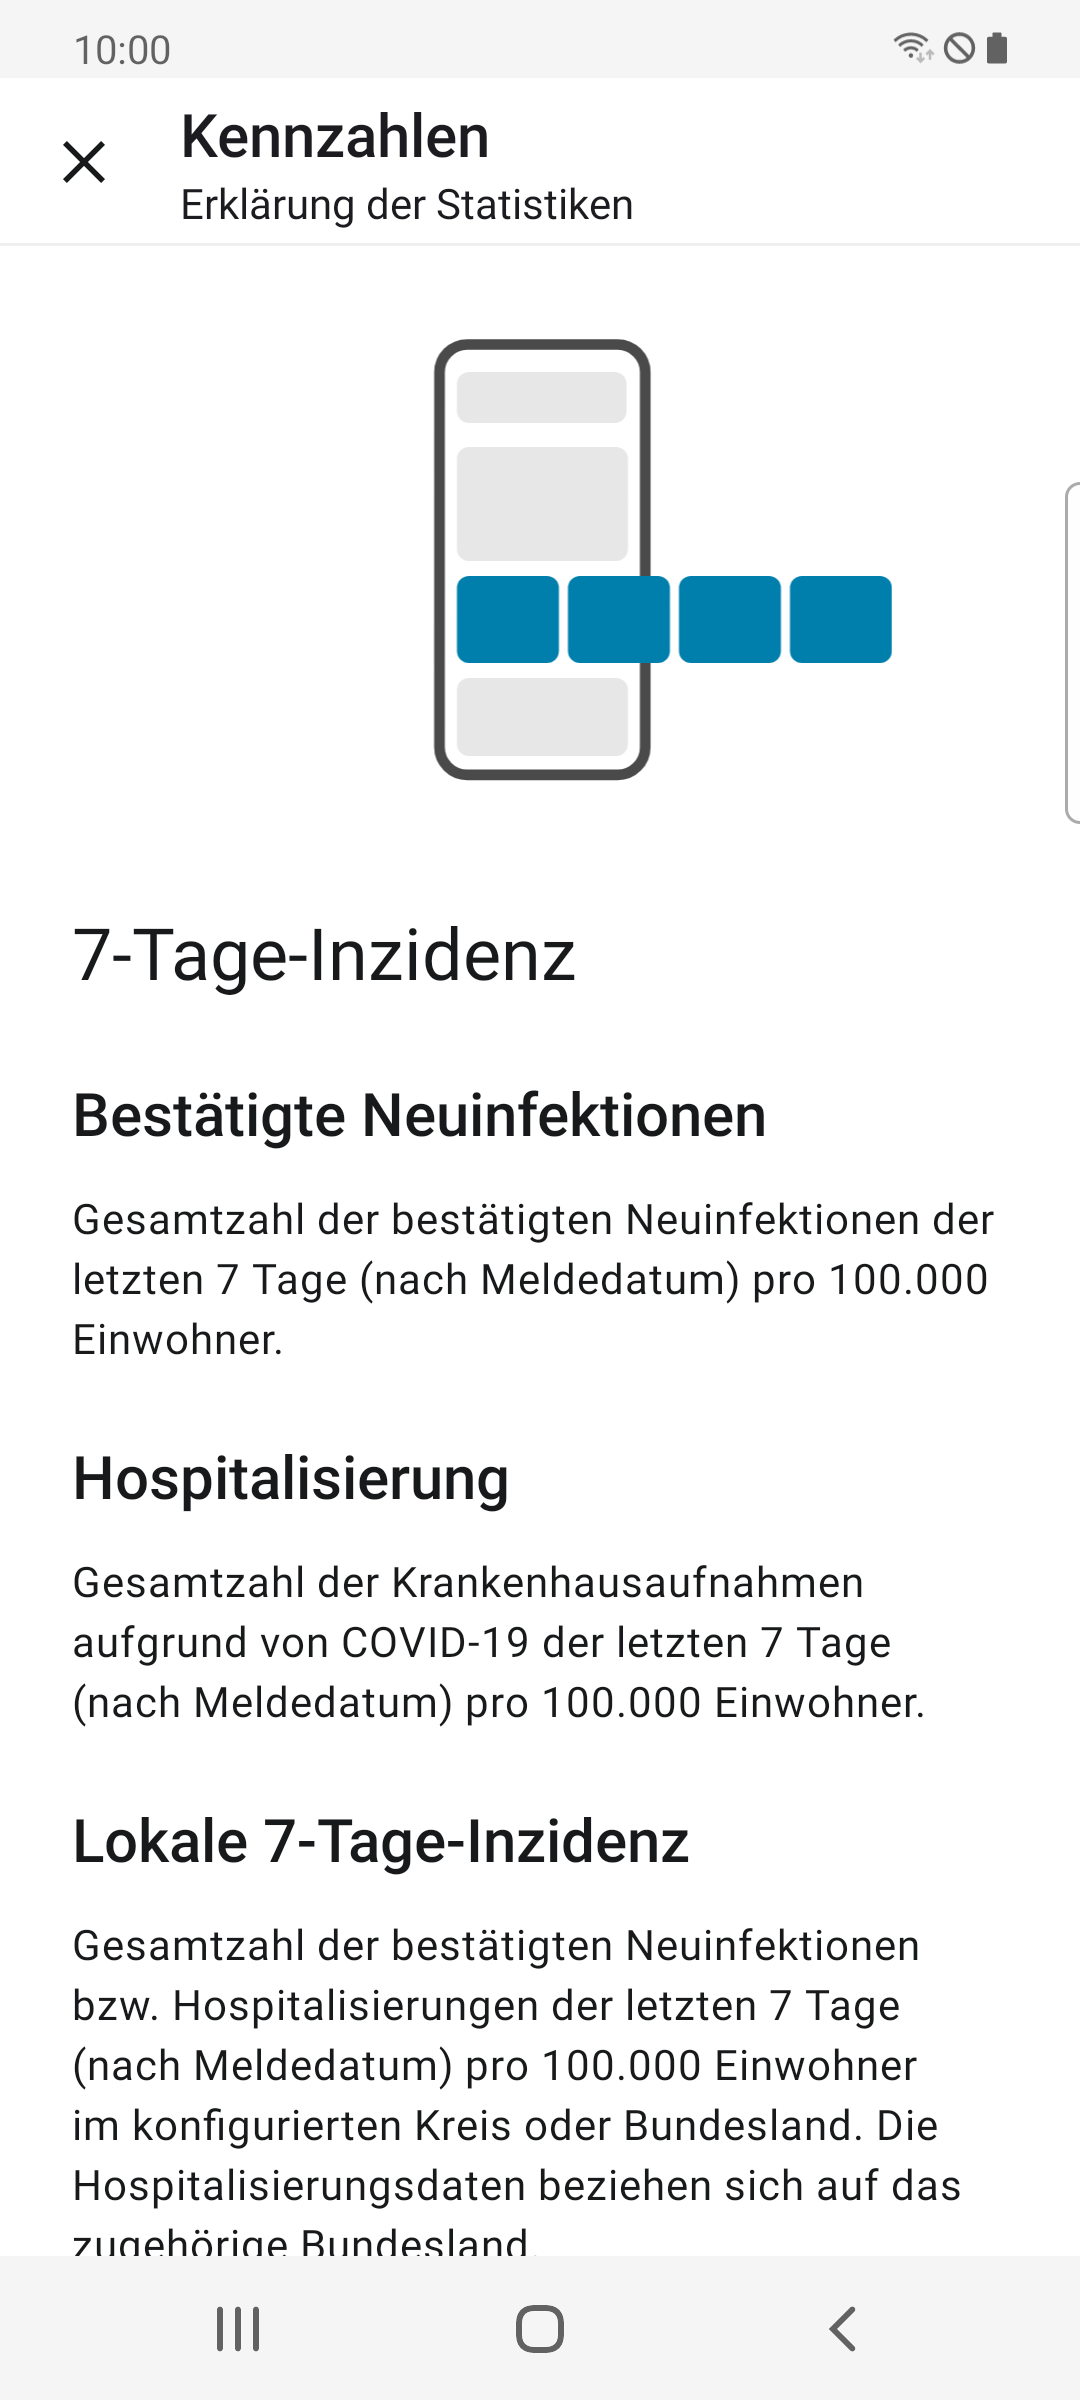 10:00
Kennzahlen
Erklärung der Statistiken
7-Tage-Inzidenz
Bestätigte Neuinfektionen
Gesamtzahl der bestätigten Neuinfektionen der
letzten 7 Tage (nach Meldedatum) pro 100.000
Einwohner.
Hospitalisierung
Gesamtzahl der Krankenhausaufnahmen
aufgrund von COVID-19 der letzten 7 Tage
(nach Meldedatum) pro 100.000 Einwohner.
Lokale 7-Tage-Inzidenz
Gesamtzahl der bestätigten Neuinfektionen
bzw. Hospitalisierungen der letzten 7 Tage
(nach Meldedatum) pro 100.000 Einwohner
im konfigurierten Kreis oder Bundesland. Die
Hospitalisierungsdaten beziehen sich auf das
zugehörige Bundesland.